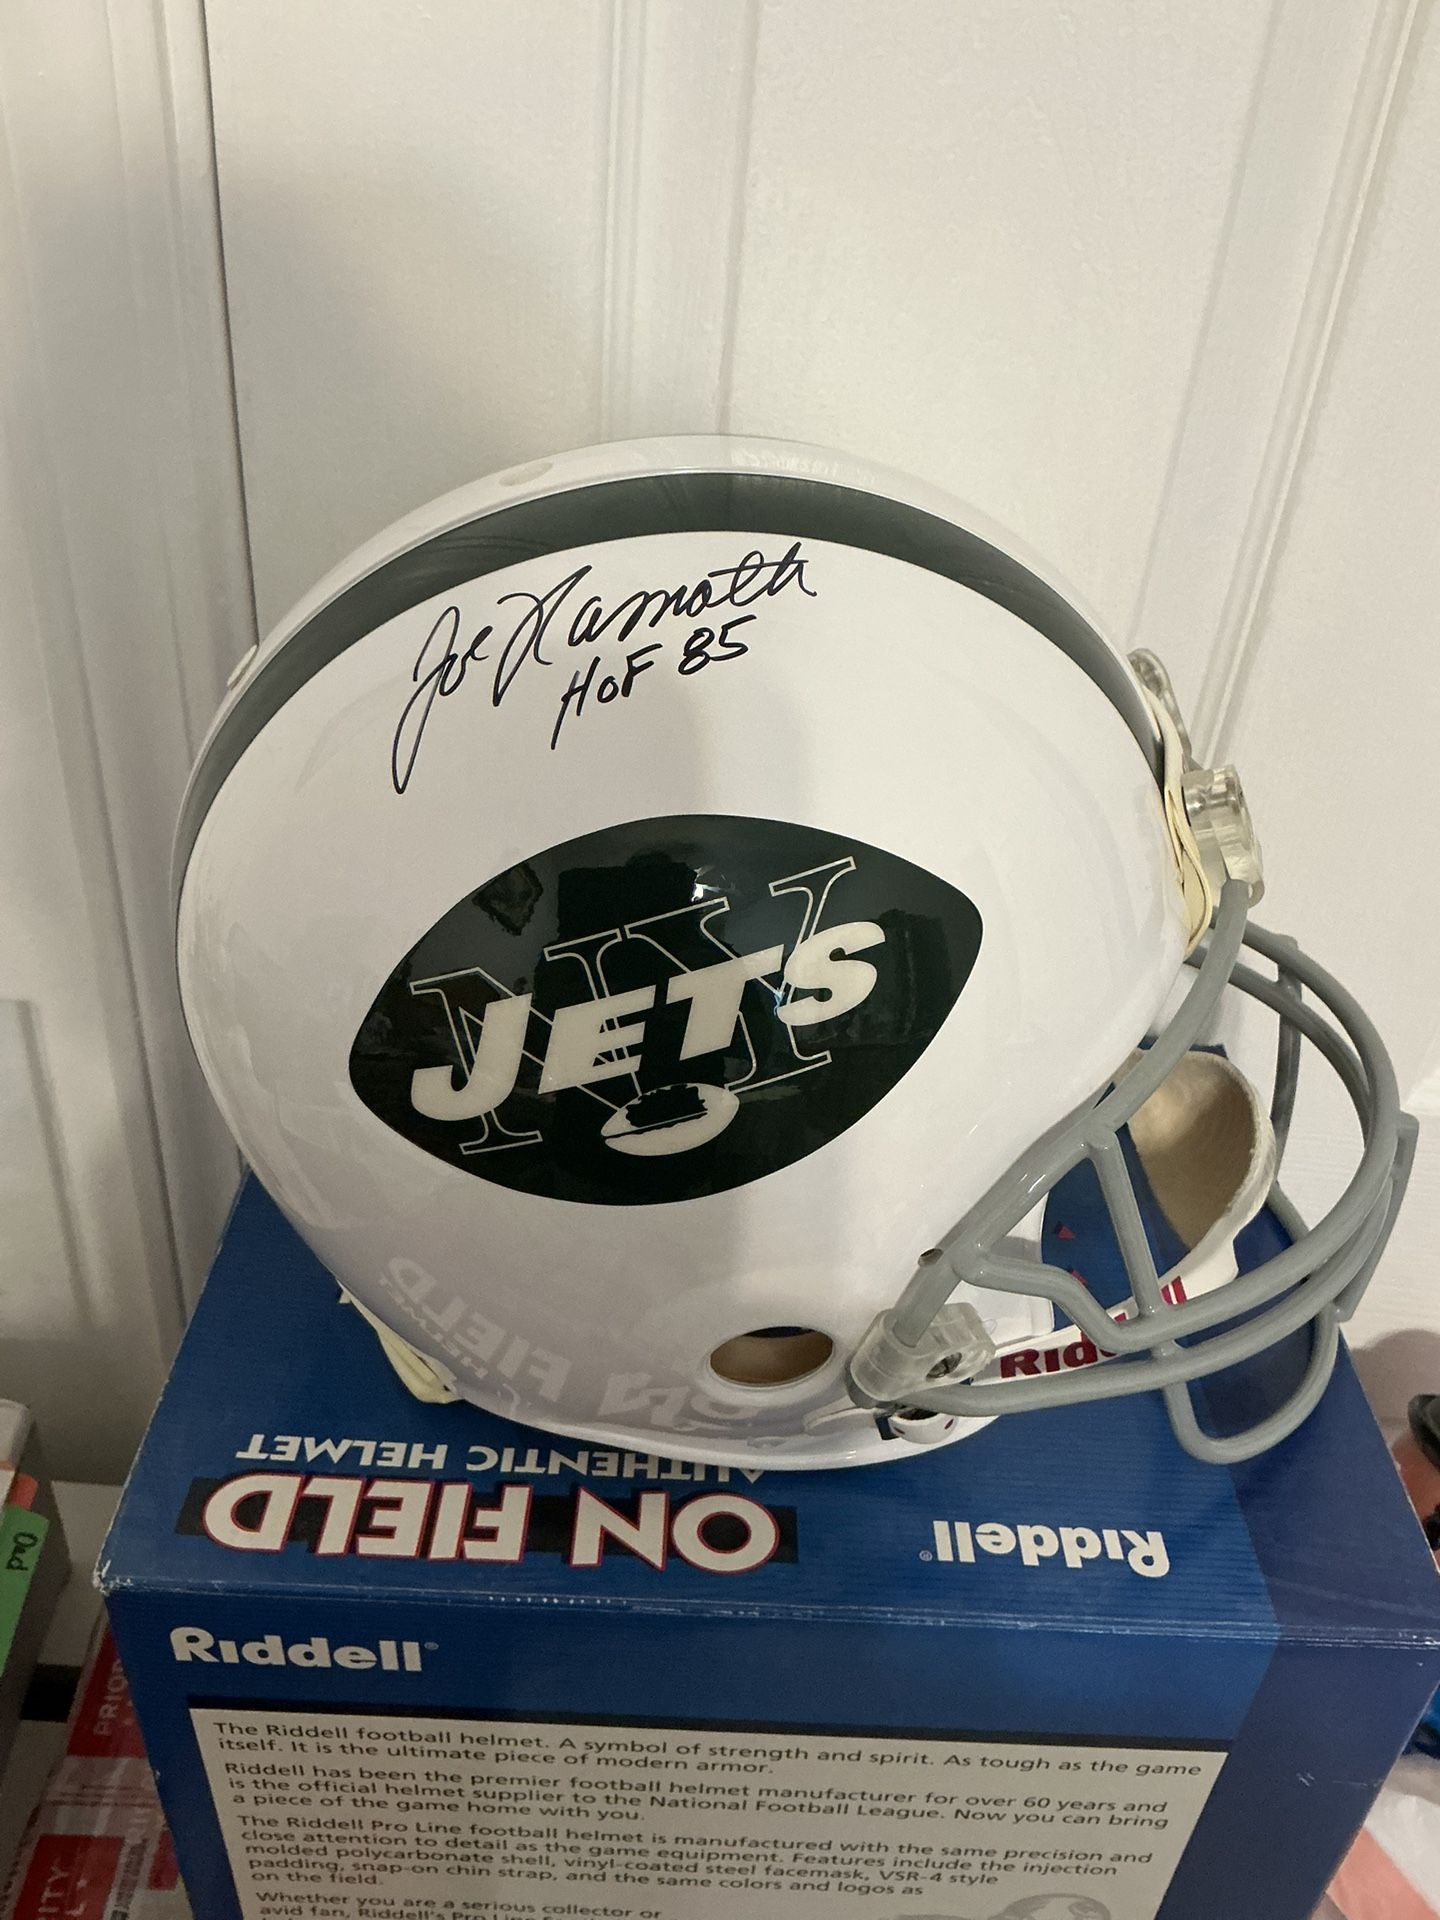 Joe Namath
HOF 85
NY
JETS
Riddell
ON FIELD
AUTHENTIC HELMET
Riddell®
Riddell®
The Riddell football helmet. A symbol of strength and spirit. As tough as the game
itself. It is the ultimate piece of modern armor.
Riddell has been the premier football helmet manufacturer for over 60 years and
is the official helmet supplier to the National Football League. Now you can bring
a piece of the game home with you.
The Riddell Pro Line football helmet is manufactured with the same precision and
close attention to detail as the game equipment. Features include the injection
molded polycarbonate shell, vinyl-coated steel facemask, VSR-4 style
padding, snap-on chin strap, and the same colors and logos as
on the field.
Whether you are a serious collector or
avid fan, Riddell's Pro Line
Dad